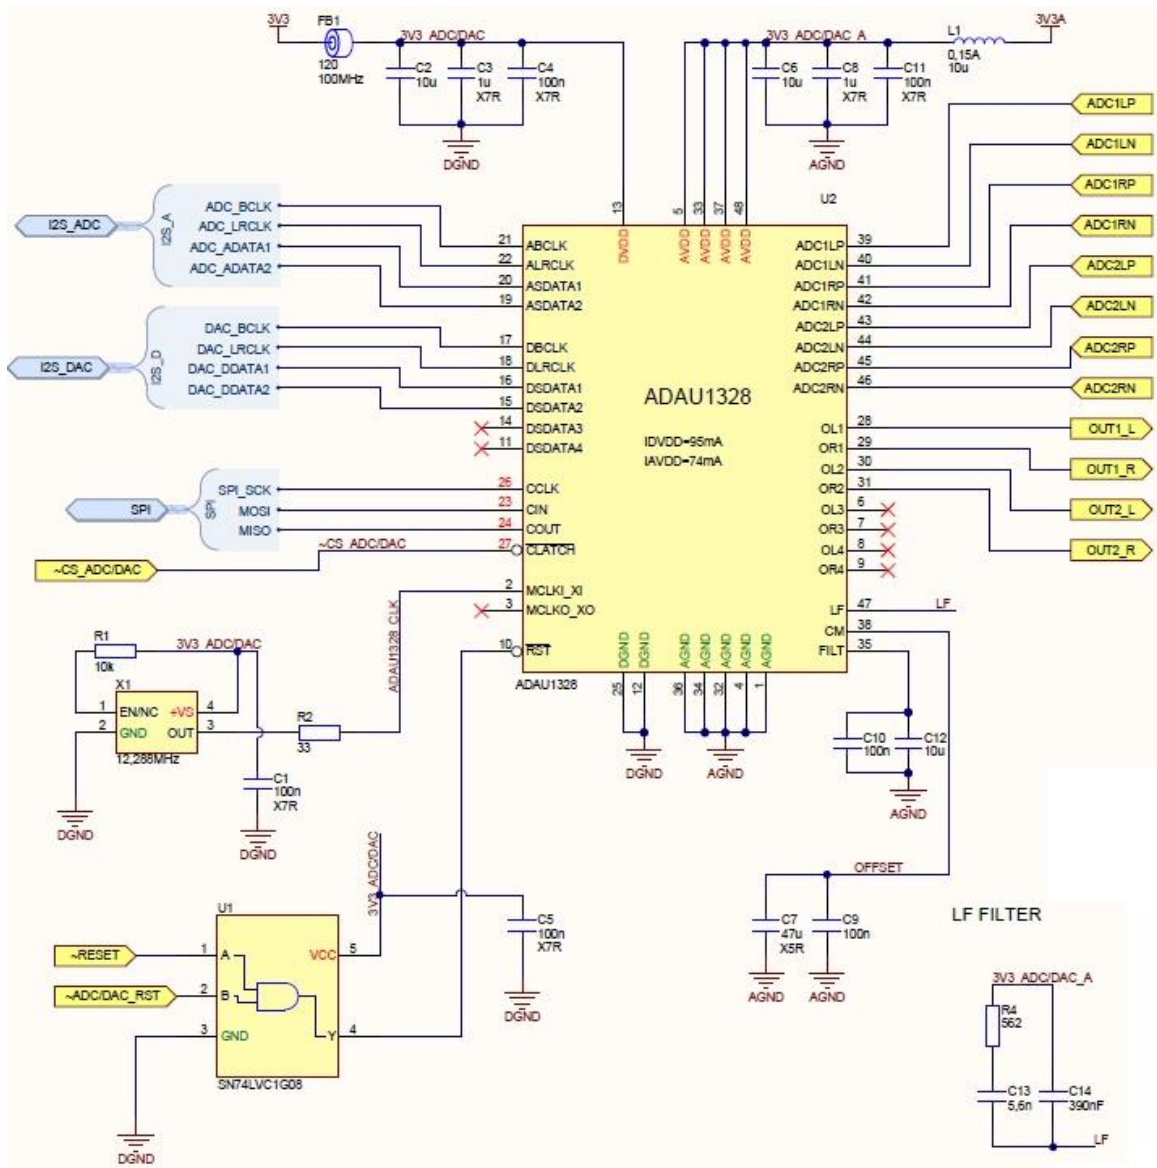 3V3
FB1
120
100MHz
3V3_ADC/DAC
C2
10u
C3
1u
X7R
C4
100n
X7R
DGND
3V3_ADC/DAC_A
C6
10u
C8
1u
X7R
C11
100n
X7R
AGND
L1
0,15A
10u
3V3A
I2S_ADC
I2S_A
ADC_BCLK
ADC_LRCLK
ADC_ADATA1
ADC_ADATA2
I2S_DAC
I2S_D
DAC_BCLK
DAC_LRCLK
DAC_DDATA1
DAC_DDATA2
SPI
SPI
SPI_SCK
MOSI
MISO
~CS_ADC/DAC
~CS_ADC/DAC
U2
13
DVDD
5
AVDD
33
AVDD
37
AVDD
48
AVDD
21 ABCLK
22 ALRCLK
20 ASDATA1
19 ASDATA2
17 DBCLK
18 DLRCLK
16 DSDATA1
15 DSDATA2
14 DSDATA3
11 DSDATA4
26 CCLK
23 CIN
24 COUT
27 CLATCH
2 MCLKI_XI
3 MCLKO_XO
10 RST
ADAU1328
IDVDD=95mA
IAVDD=74mA
ADC1LP 39
ADC1LN 40
ADC1RP 41
ADC1RN 42
ADC2LP 43
ADC2LN 44
ADC2RP 45
ADC2RN 46
OL1 28
OR1 29
OL2 30
OR2 31
OL3 6
OR3 7
OL4 8
OR4 9
LF 47
CM 38
FILT 35
LF
ADC1LP
ADC1LN
ADC1RP
ADC1RN
ADC2LP
ADC2LN
ADC2RP
ADC2RN
OUT1_L
OUT1_R
OUT2_L
OUT2_R
DGND
25
DGND
12
AGND
36
AGND
34
AGND
32
AGND
4
AGND
1
ADAU1328
DGND
AGND
R1
10k
3V3_ADC/DAC
X1
1 EN/NC +VS 4
2 GND OUT 3
12,288MHz
R2
33
ADAU1328_CLK
C1
100n
X7R
DGND
DGND
C10
100n
C12
10u
AGND
OFFSET
C7
47u
X5R
C9
100n
AGND
AGND
3V3_ADC/DAC
C5
100n
X7R
DGND
U1
~RESET
~ADC/DAC_RST
1 A VCC 5
2 B
3 GND Y 4
SN74LVC1G08
DGND
LF FILTER
3V3_ADC/DAC_A
R4
562
C13
5,6n
C14
390nF
LF